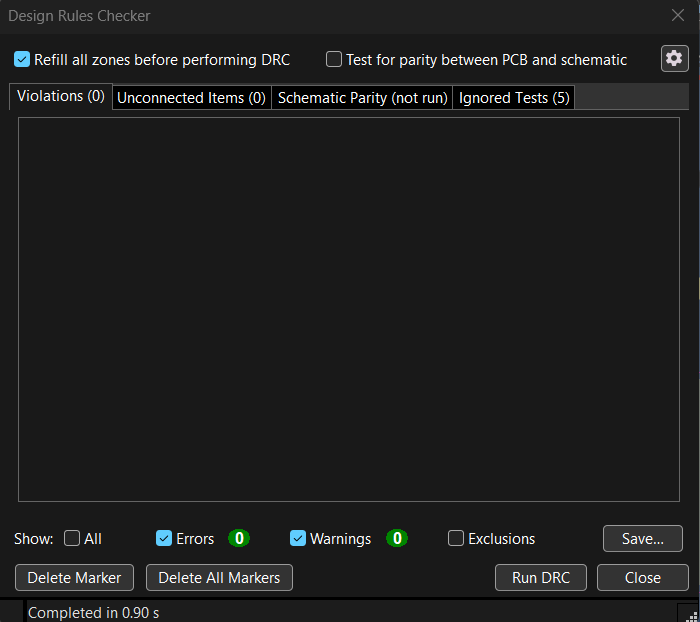 Design Rules Checker
Refill all zones before performing DRC Test for parity between PCB and schematic
Violations (0) Unconnected Items (0) Schematic Parity (not run) Ignored Tests (5)
Show: All Errors 0 Warnings 0 Exclusions Save...
Delete Marker Delete All Markers Run DRC Close
Completed in 0.90 s